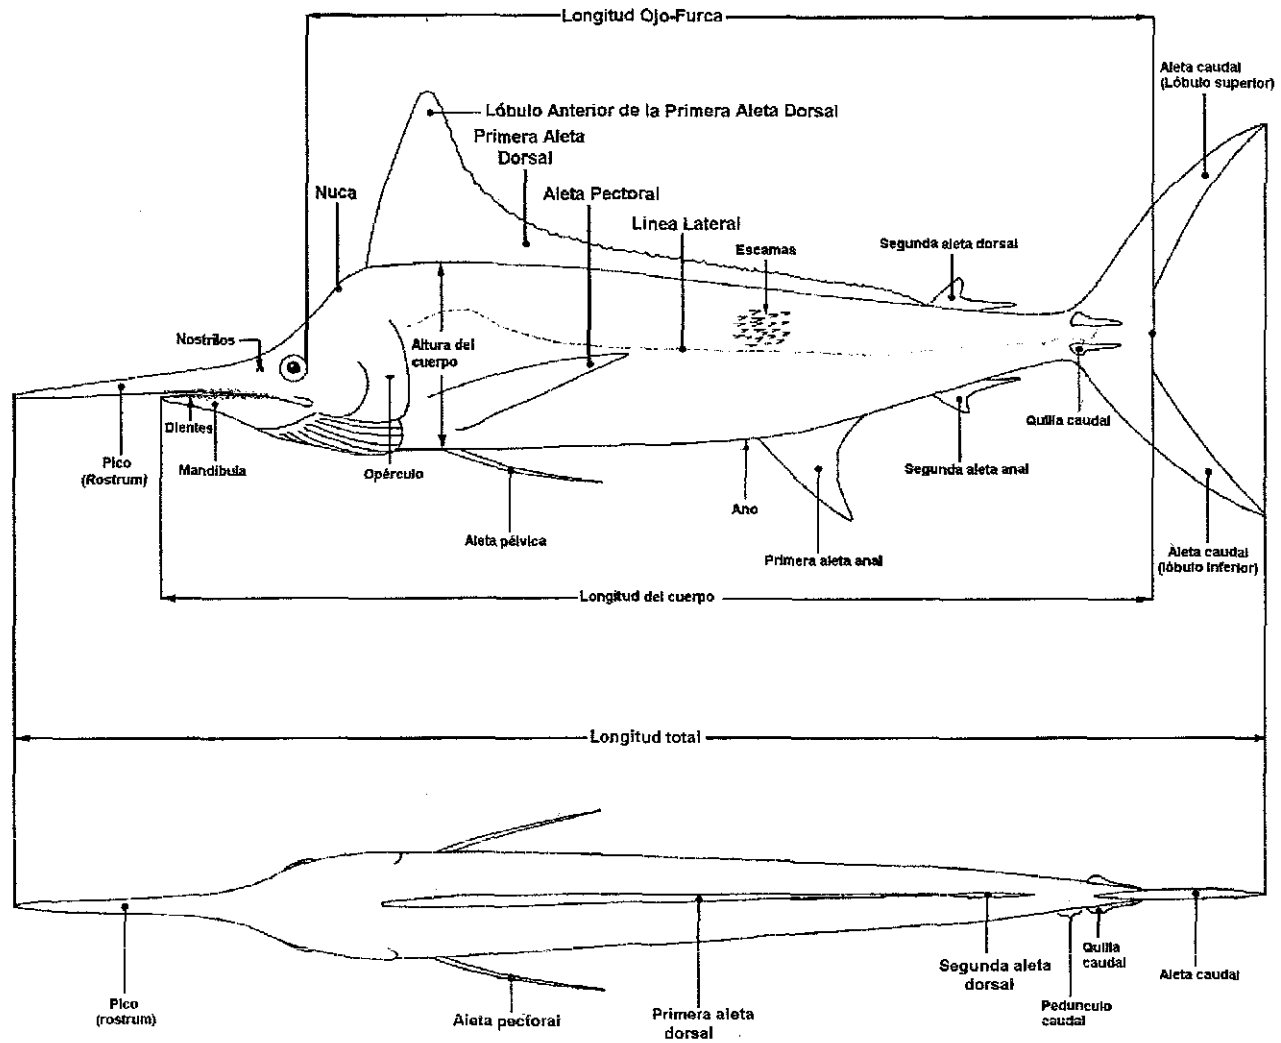 Longitud Ojo-Furca
Aleta caudal
(Lóbulo superior)
Lóbulo Anterior de la Primera Aleta Dorsal
Primera Aleta
Dorsal
Nuca
Aleta Pectoral
Linea Lateral
Escamas
Segunda aleta dorsal
Nostrilos
Altura del
cuerpo
Dientes
Mandíbula
Pico
(Rostrum)
Opérculo
Quilla caudal
Segunda aleta anal
Ano
Aleta pélvica
Primera aleta anal
Aleta caudal
(lóbulo inferior)
Longitud del cuerpo
Longitud total
Pico
(rostrum)
Aleta pectoral
Primera aleta
dorsal
Segunda aleta
dorsal
Quilla
caudal
Pedunculo
caudal
Aleta caudal